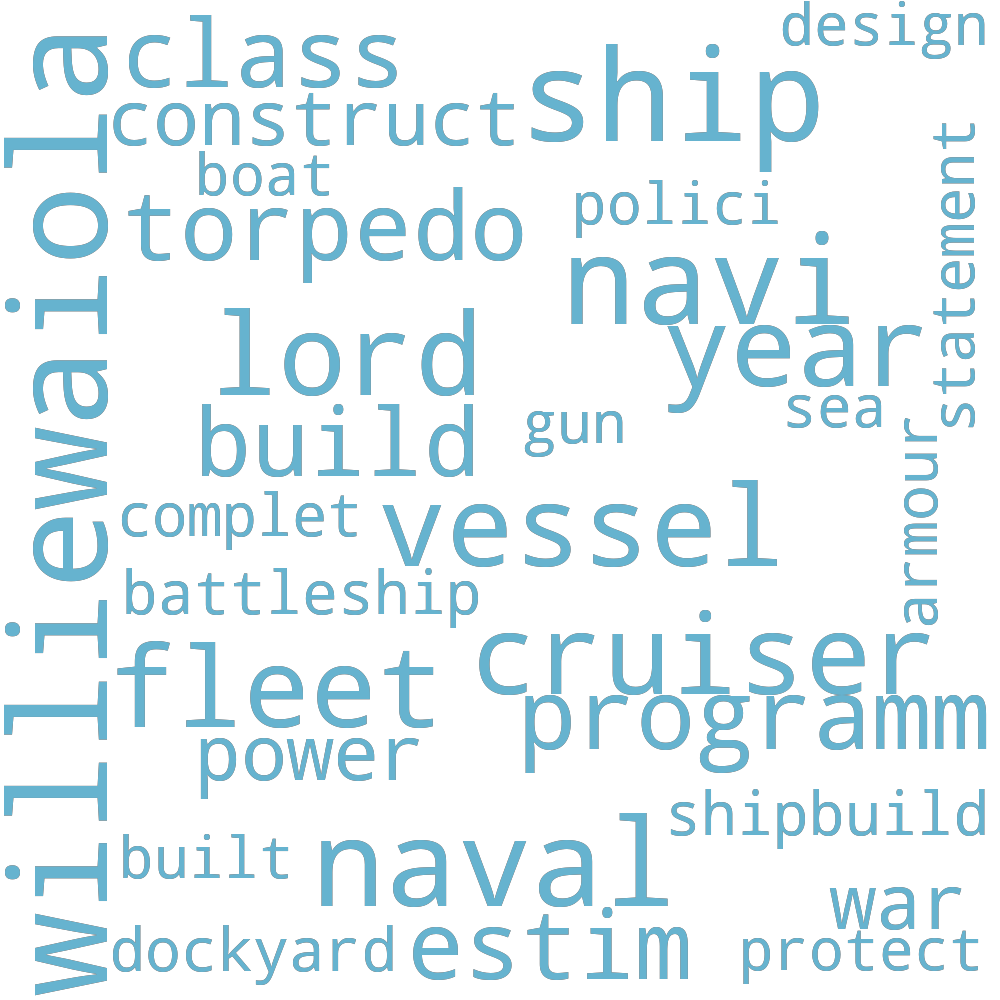 williewaiola
design
class
ship
construct
boat
polici
statement
torpedo
navi
year
lord
sea
build
gun
armour
complet
vessel
battleship
cruiser
fleet
programm
power
shipbuild
naval
built
war
estim
dockyard
protect